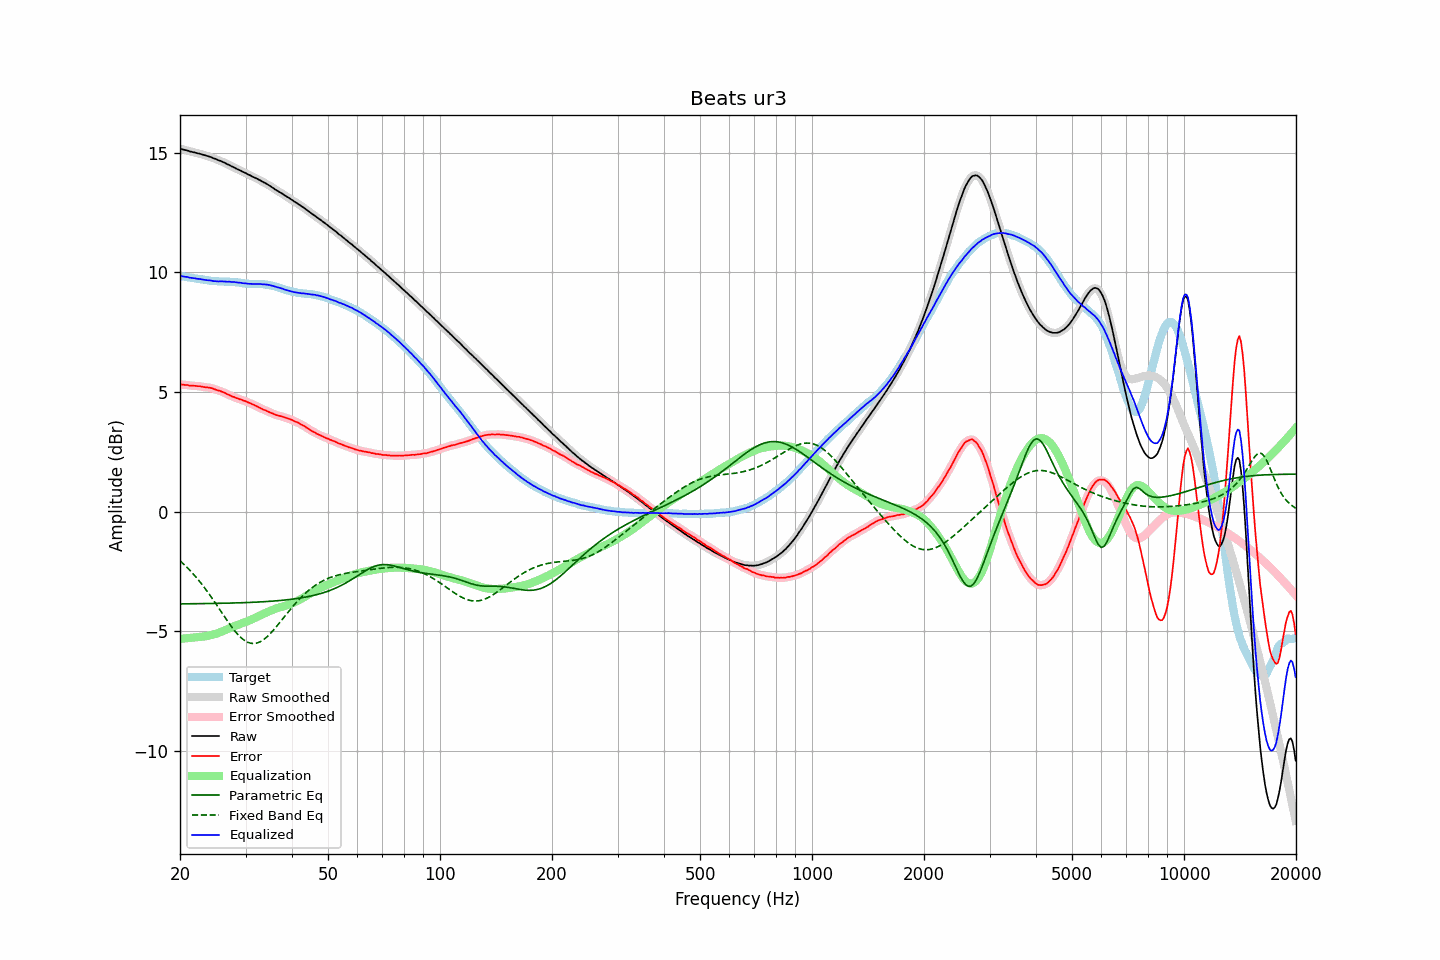 Beats ur3
15
10
5
0
−5
−10
Amplitude (dBr)
Target
Raw Smoothed
Error Smoothed
Raw
Error
Equalization
Parametric Eq
Fixed Band Eq
Equalized
20 50 100 200 500 1000 2000 5000 10000 20000
Frequency (Hz)